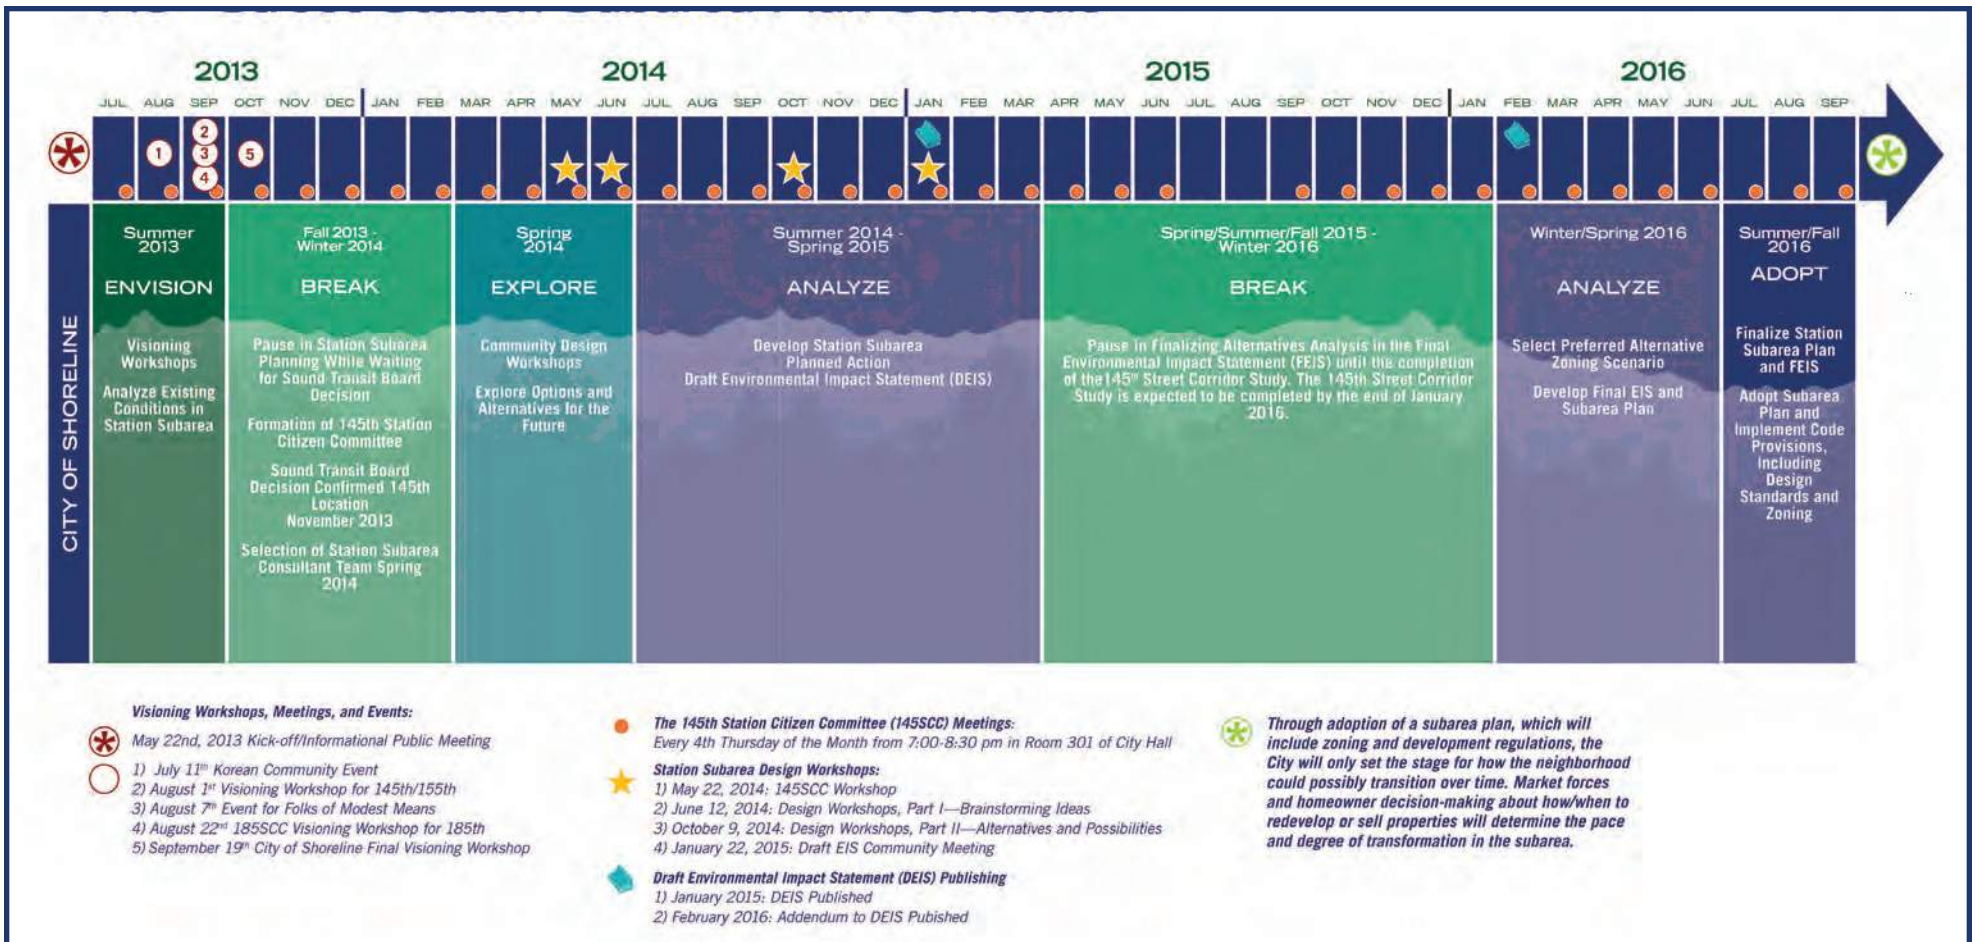 2013 2014 2015 2016
JUL AUG SEP OCT NOV DEC JAN FEB MAR APR MAY JUN JUL AUG SEP OCT NOV DEC JAN FEB MAR APR MAY JUN JUL AUG SEP OCT NOV DEC JAN FEB MAR APR MAY JUN JUL AUG SEP
1
2
3
4
5
CITY OF SHORELINE
Summer
2013
ENVISION
Visioning
Workshops
Analyze Existing
Conditions in
Station Subarea
Fall 2013 -
Winter 2014
BREAK
Pause in Station Subarea
Planning While Waiting
for Sound Transit Board
Decision
Formation of 145th Station
Citizen Committee
Sound Transit Board
Decision Confirmed 145th
Location
November 2013
Selection of Station Subarea
Consultant Team Spring
2014
Spring
2014
EXPLORE
Community Design
Workshops
Explore Options and
Alternatives for the
Future
Summer 2014 -
Spring 2015
ANALYZE
Develop Station Subarea
Planned Action
Draft Environmental Impact Statement (DEIS)
Spring/Summer/Fall 2015 -
Winter 2016
BREAK
Pause in Finalizing Alternatives Analysis in the Final
Environmental Impact Statement (FEIS) until the completion
of the145th Street Corridor Study. The 145th Street Corridor
Study is expected to be completed by the end of January
2016.
Winter/Spring 2016
ANALYZE
Select Preferred Alternative
Zoning Scenario
Develop Final EIS and
Subarea Plan
Summer/Fall
2016
ADOPT
Finalize Station
Subarea Plan
and FEIS
Adopt Subarea
Plan and
Implement Code
Provisions,
Including
Design
Standards and
Zoning
Visioning Workshops, Meetings, and Events:
May 22nd, 2013 Kick-off/Informational Public Meeting
1) July 11th Korean Community Event
2) August 1st Visioning Workshop for 145th/155th
3) August 7th Event for Folks of Modest Means
4) August 22nd 185SCC Visioning Workshop for 185th
5) September 19th City of Shoreline Final Visioning Workshop
The 145th Station Citizen Committee (145SCC) Meetings:
Every 4th Thursday of the Month from 7:00-8:30 pm in Room 301 of City Hall
Station Subarea Design Workshops:
1) May 22, 2014: 145SCC Workshop
2) June 12, 2014: Design Workshops, Part I—Brainstorming Ideas
3) October 9, 2014: Design Workshops, Part II—Alternatives and Possibilities
4) January 22, 2015: Draft EIS Community Meeting
Draft Environmental Impact Statement (DEIS) Publishing
1) January 2015: DEIS Published
2) February 2016: Addendum to DEIS Pubished
Through adoption of a subarea plan, which will
include zoning and development regulations, the
City will only set the stage for how the neighborhood
could possibly transition over time. Market forces
and homeowner decision-making about how/when to
redevelop or sell properties will determine the pace
and degree of transformation in the subarea.